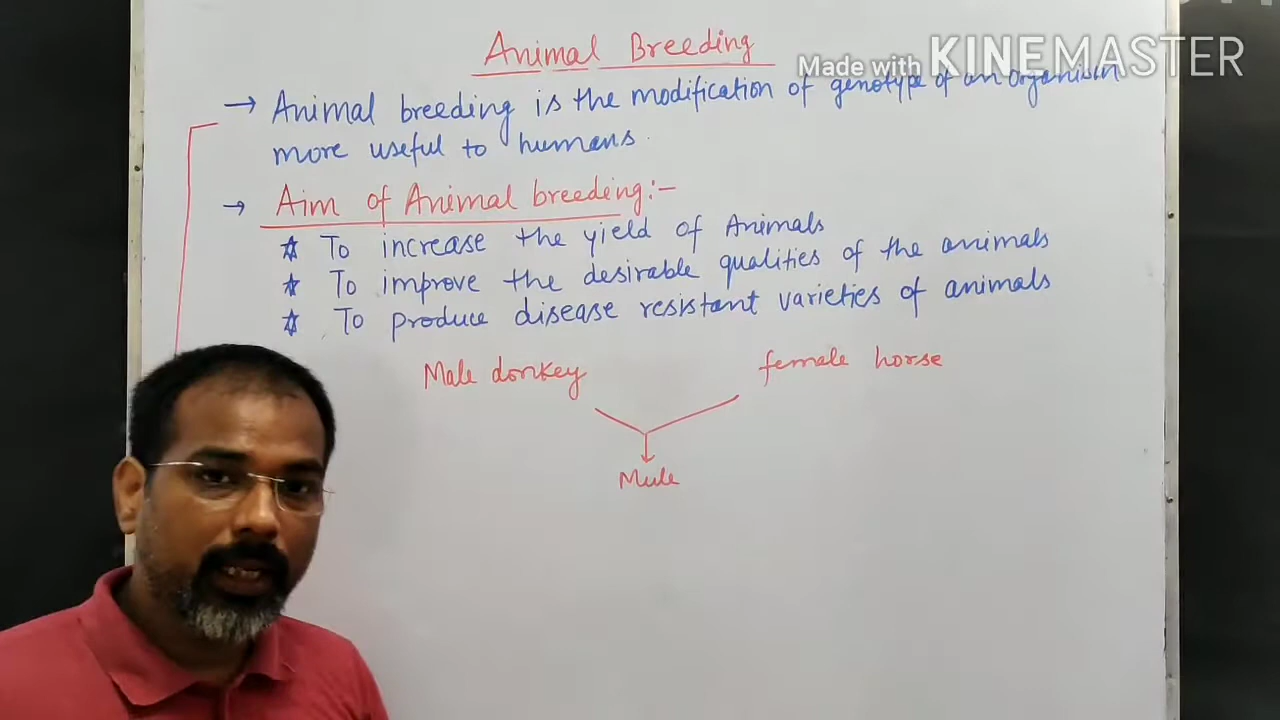 Animal Breeding
Made with KINEMASTER
→ Animal breeding is the modification of genotype of an organism
more useful to humans.
→ Aim of Animal breeding:-
☆ To increase the yield of Animals
☆ To improve the desirable qualities of the animals
☆ To produce disease resistant varieties of animals
Male donkey female horse
Mule